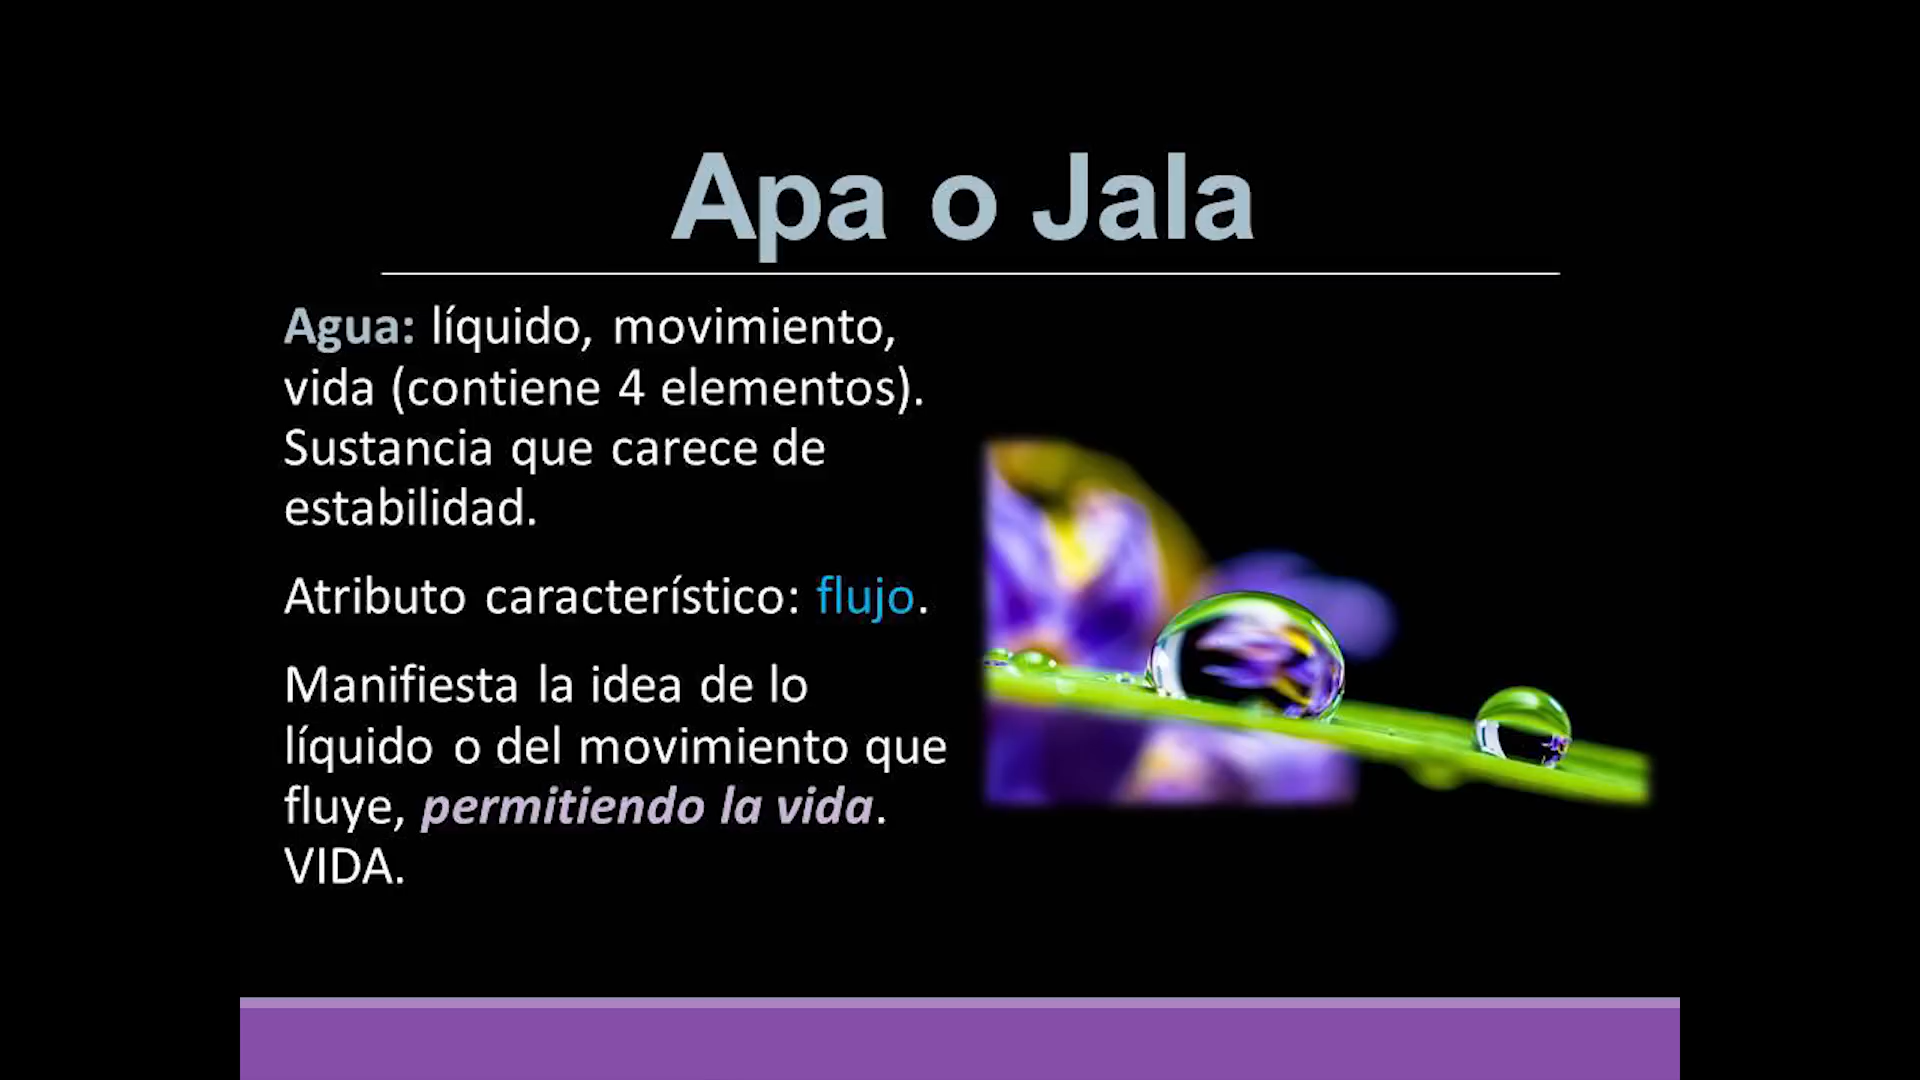 Apa o Jala
Agua: líquido, movimiento,
vida (contiene 4 elementos).
Sustancia que carece de
estabilidad.
Atributo característico: flujo.
Manifiesta la idea de lo
líquido o del movimiento que
fluye, permitiendo la vida.
VIDA.